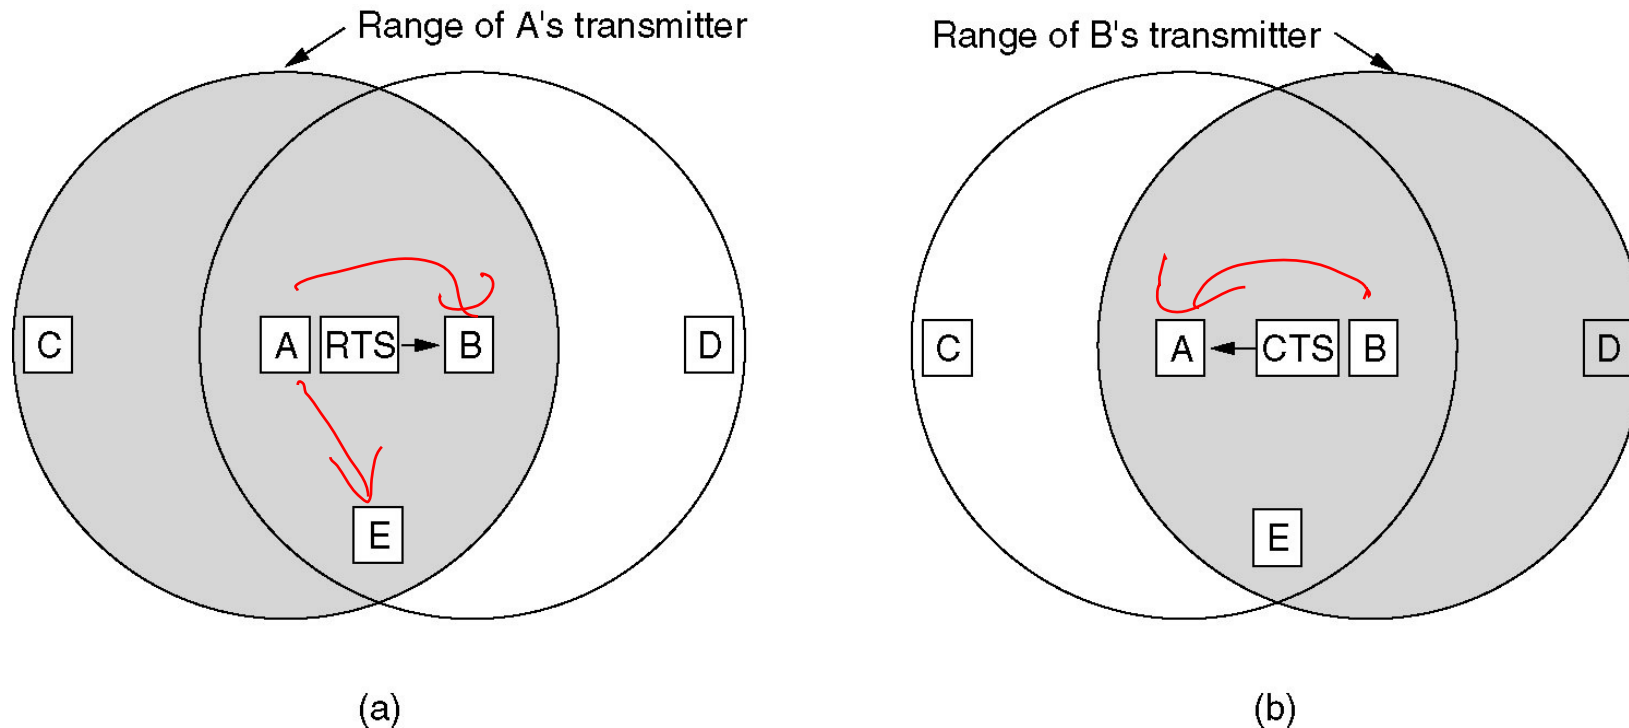 Range of A's transmitter
C
A RTS B
D
E
(a)
Range of B's transmitter
C
A CTS B
D
E
(b)